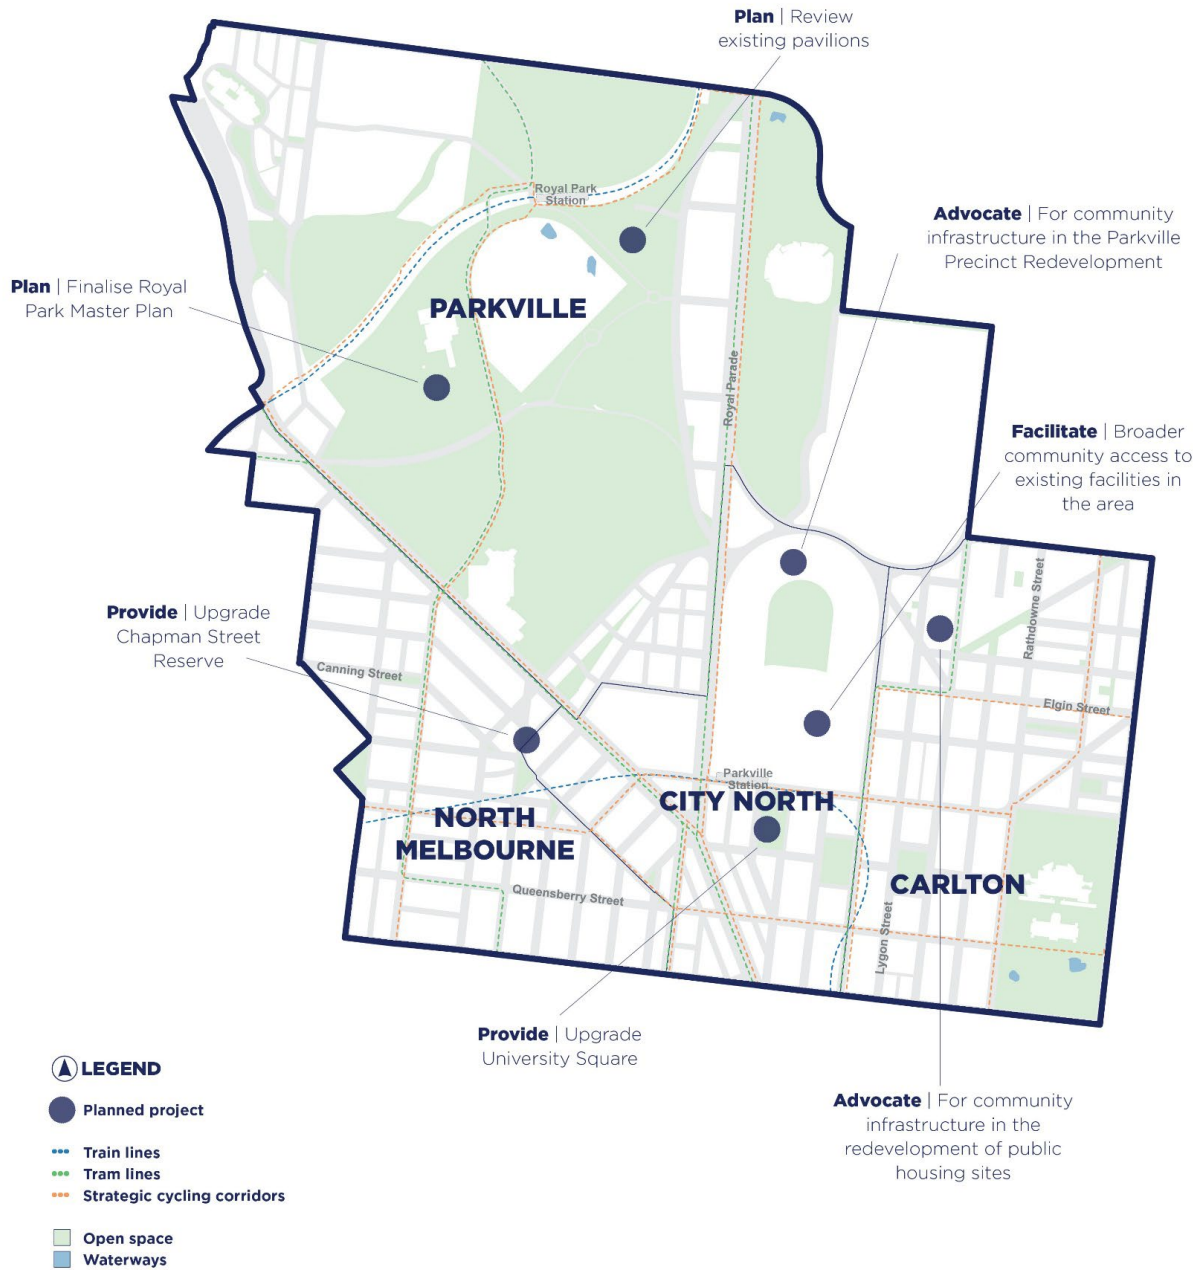 Plan | Review
existing pavilions
Advocate | For community
infrastructure in the Parkville
Precinct Redevelopment
Royal Park
Station
Plan | Finalise Royal
Park Master Plan
PARKVILLE
Royal Parade
Facilitate | Broader
community access to
existing facilities in
the area
Provide | Upgrade
Chapman Street
Reserve
Canning Street
Rathdowne Street
Elgin Street
Parkville
Station
CITY NORTH
NORTH
MELBOURNE
CARLTON
Queensberry Street
Lygon Street
Provide | Upgrade
University Square
Advocate | For community
infrastructure in the
redevelopment of public
housing sites
LEGEND
Planned project
Train lines
Tram lines
Strategic cycling corridors
Open space
Waterways